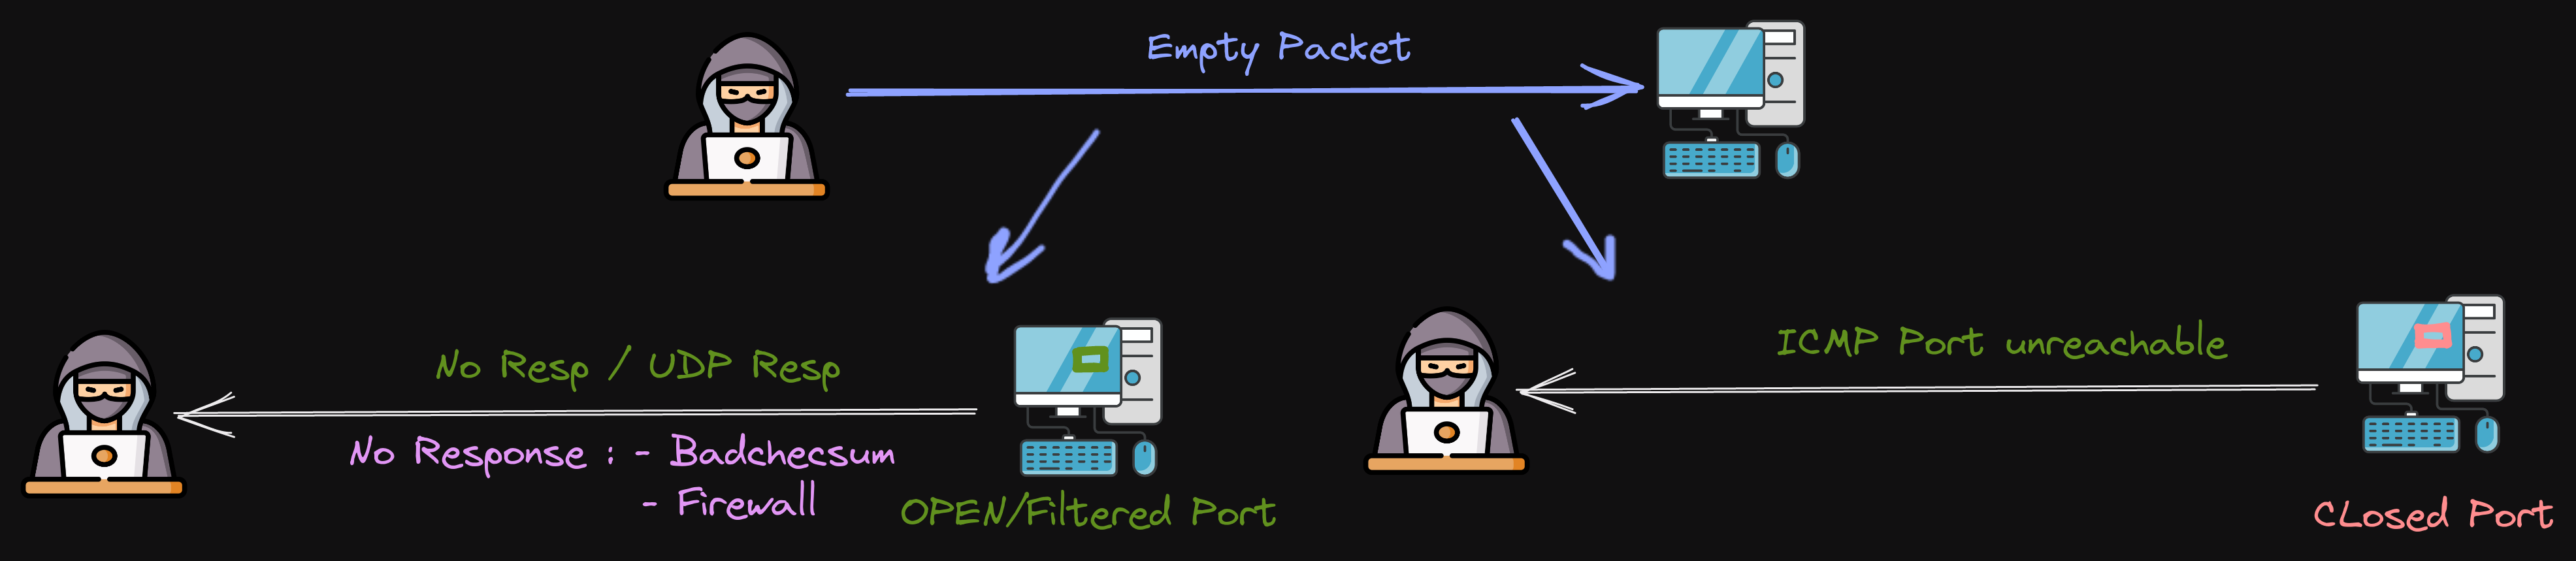 Empty Packet
No Resp / UDP Resp
No Response : - Badchecsum
- Firewall
OPEN/Filtered Port
ICMP Port unreachable
CLosed Port